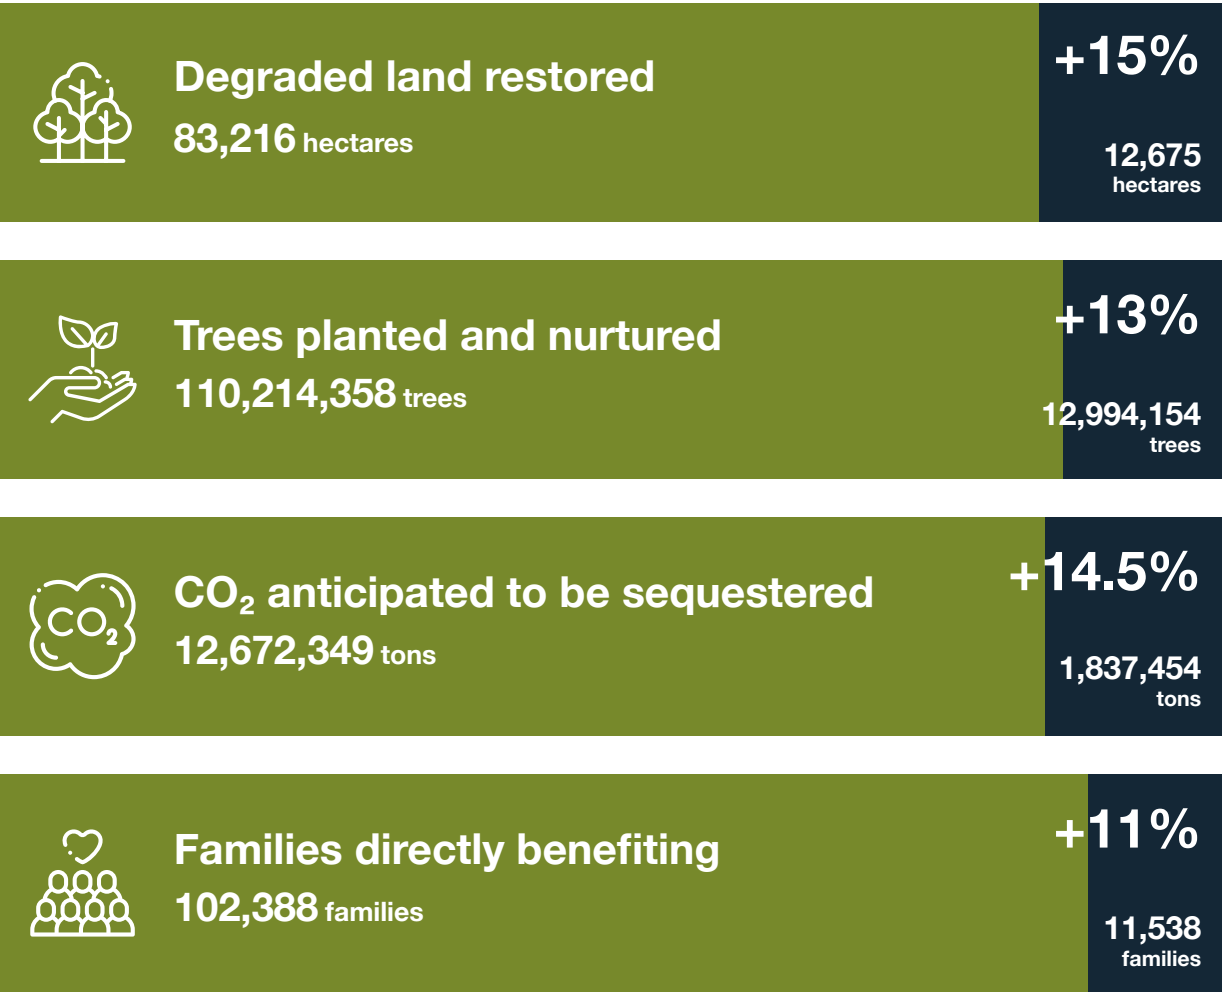 Degraded land restored
83,216 hectares
+15%
12,675
hectares
Trees planted and nurtured
110,214,358 trees
+13%
12,994,154
trees
CO₂ anticipated to be sequestered
12,672,349 tons
CO₂
+14.5%
1,837,454
tons
Families directly benefiting
102,388 families
+11%
11,538
families